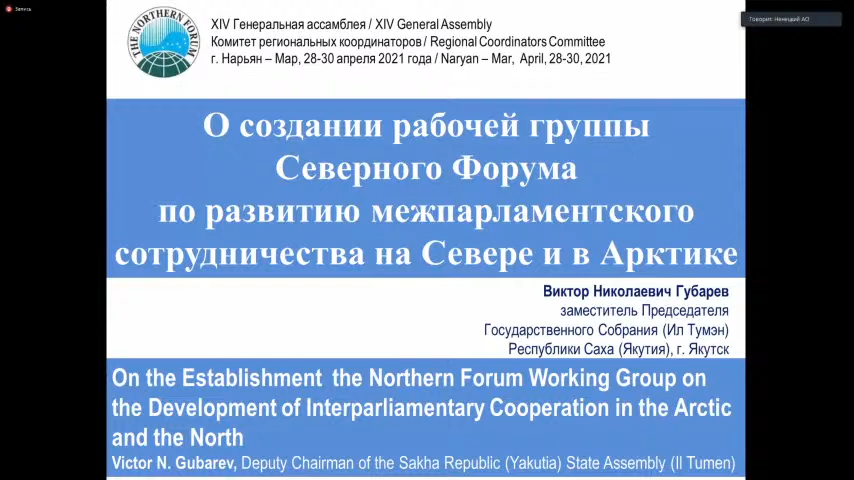 Запись
Говорит: Ненецкий АО
THE NORTHERN FORUM
XIV Генеральная ассамблея / XIV General Assembly
Комитет региональных координаторов / Regional Coordinators Committee
г. Нарьян – Мар, 28-30 апреля 2021 года / Naryan – Mar, April, 28-30, 2021
О создании рабочей группы
Северного Форума
по развитию межпарламентского
сотрудничества на Севере и в Арктике
Виктор Николаевич Губарев
заместитель Председателя
Государственного Собрания (Ил Тумэн)
Республики Саха (Якутия), г. Якутск
On the Establishment the Northern Forum Working Group on
the Development of Interparliamentary Cooperation in the Arctic
and the North
Victor N. Gubarev, Deputy Chairman of the Sakha Republic (Yakutia) State Assembly (Il Tumen)